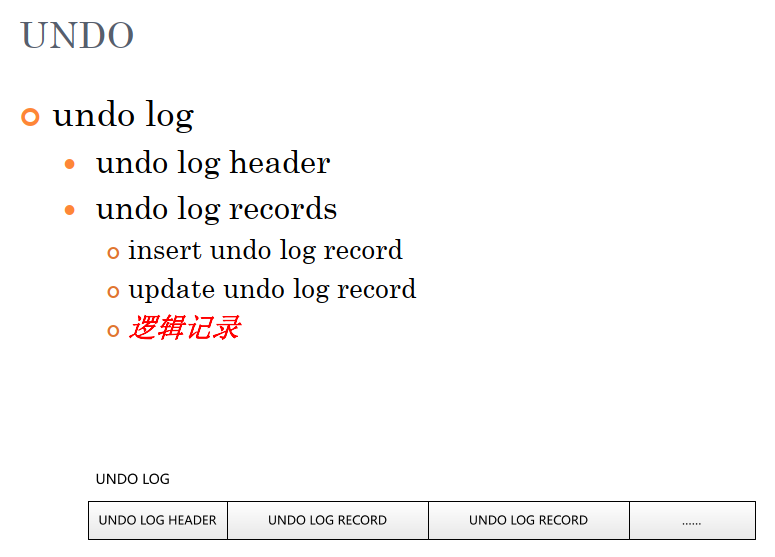 UNDO
undo log
undo log header
undo log records
insert undo log record
update undo log record
逻辑记录
UNDO LOG
UNDO LOG HEADER UNDO LOG RECORD UNDO LOG RECORD ......